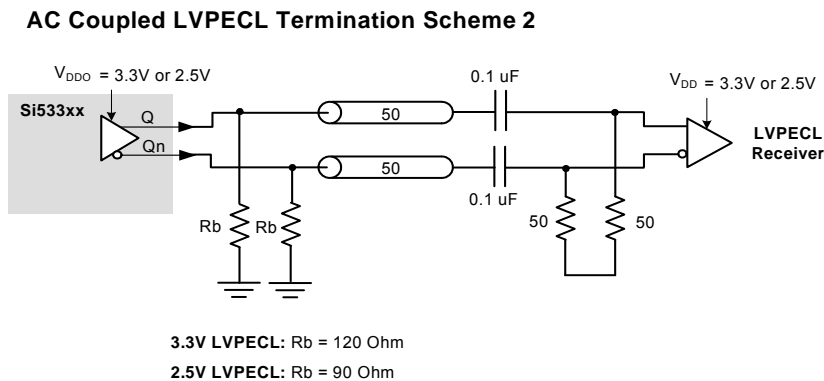 AC Coupled LVPECL Termination Scheme 2
VDDO = 3.3V or 2.5V
0.1 uF
VDD = 3.3V or 2.5V
Si533xx
Q
50
LVPECL
Receiver
Qn
50
0.1 uF
Rb
Rb
50
50
3.3V LVPECL: Rb = 120 Ohm
2.5V LVPECL: Rb = 90 Ohm